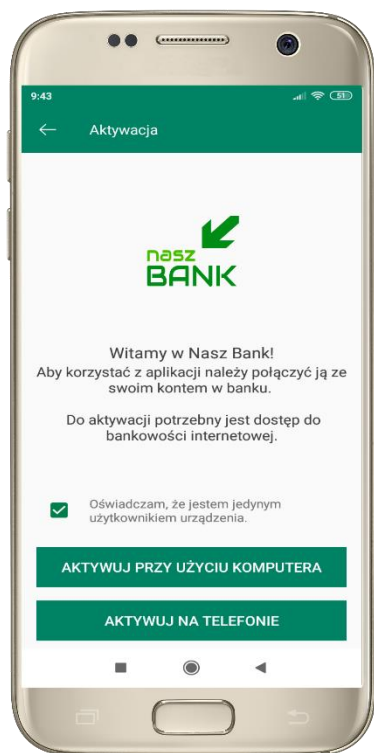 9:43
51
Aktywacja
nasz
BANK
Witamy w Nasz Bank!
Aby korzystać z aplikacji należy połączyć ją ze
swoim kontem w banku.
Do aktywacji potrzebny jest dostęp do
bankowości internetowej.
Oświadczam, że jestem jedynym
użytkownikiem urządzenia.
AKTYWUJ PRZY UŻYCIU KOMPUTERA
AKTYWUJ NA TELEFONIE